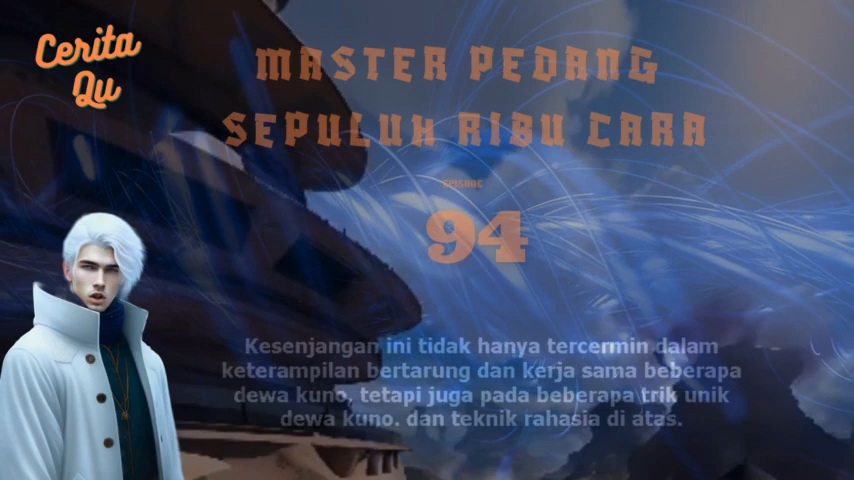 Cerita
Qu
MASTER PEDANG
SEPULUH RIBU CARA
EPISODE
94
Kesenjangan ini tidak hanya tercermin dalam
keterampilan bertarung dan kerja sama beberapa
dewa kuno, tetapi juga pada beberapa trik unik
dewa kuno. dan teknik rahasia di atas.